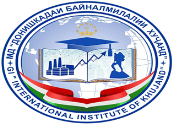 ДОНИШКАДАИ БАЙНАЛМИЛАЛИИ ХУҶАНД
"INTERNATIONAL INSTITUTE OF KHUJAND"